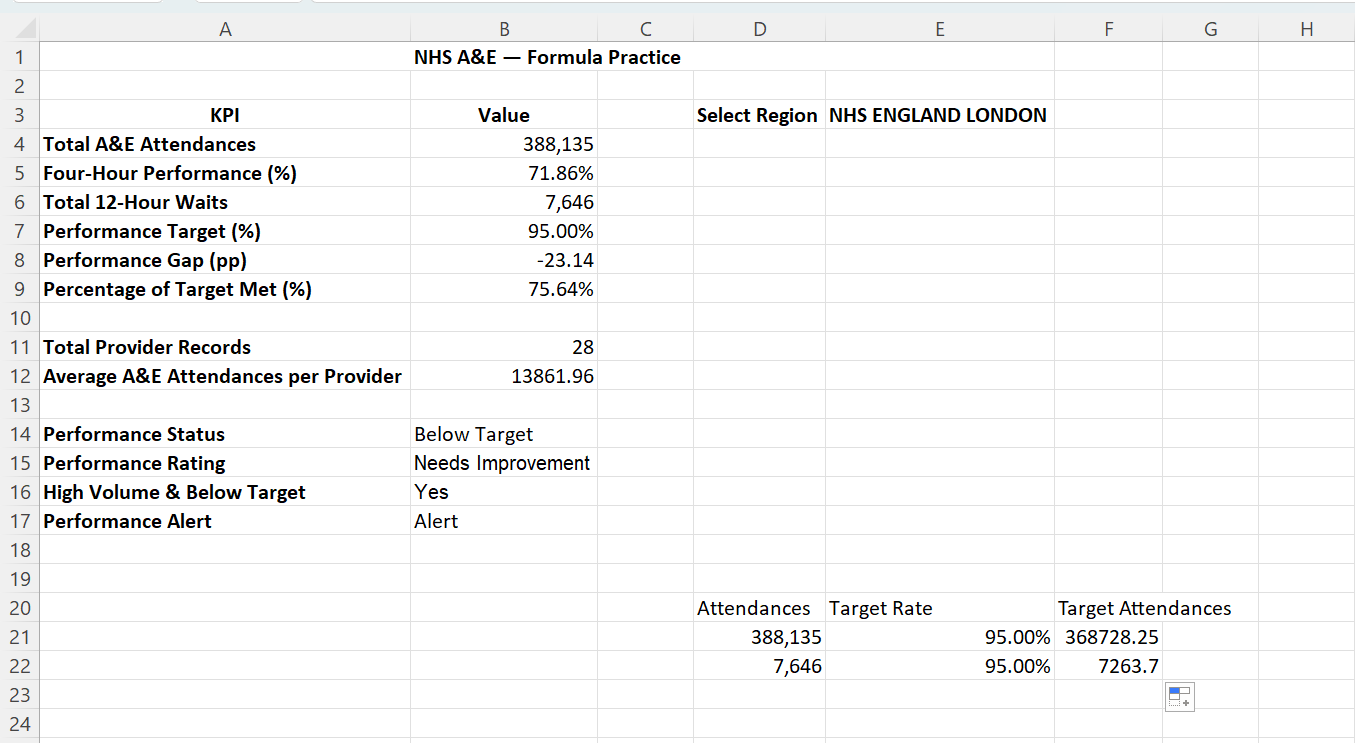 A B C D E F G H
1 NHS A&E — Formula Practice
2
3 KPI Value Select Region NHS ENGLAND LONDON
4 Total A&E Attendances 388,135
5 Four-Hour Performance (%) 71.86%
6 Total 12-Hour Waits 7,646
7 Performance Target (%) 95.00%
8 Performance Gap (pp) -23.14
9 Percentage of Target Met (%) 75.64%
10
11 Total Provider Records 28
12 Average A&E Attendances per Provider 13861.96
13
14 Performance Status Below Target
15 Performance Rating Needs Improvement
16 High Volume & Below Target Yes
17 Performance Alert Alert
18
19
20 Attendances Target Rate Target Attendances
21 388,135 95.00% 368728.25
22 7,646 95.00% 7263.7
23
24